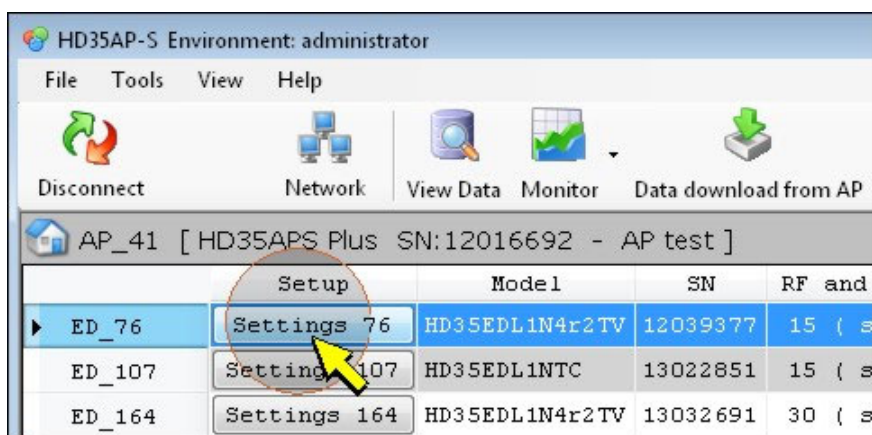 HD35AP-S Environment: administrator
File Tools View Help
Disconnect Network View Data Monitor Data download from AP
AP_41 [ HD35APS Plus SN:12016692 - AP test ]
Setup Model SN RF and
ED_76 Settings 76 HD35EDL1N4r2TV 12039377 15 ( s
ED_107 Settings 107 HD35EDL1NTC 13022851 15 ( s
ED_164 Settings 164 HD35EDL1N4r2TV 13032691 30 ( s